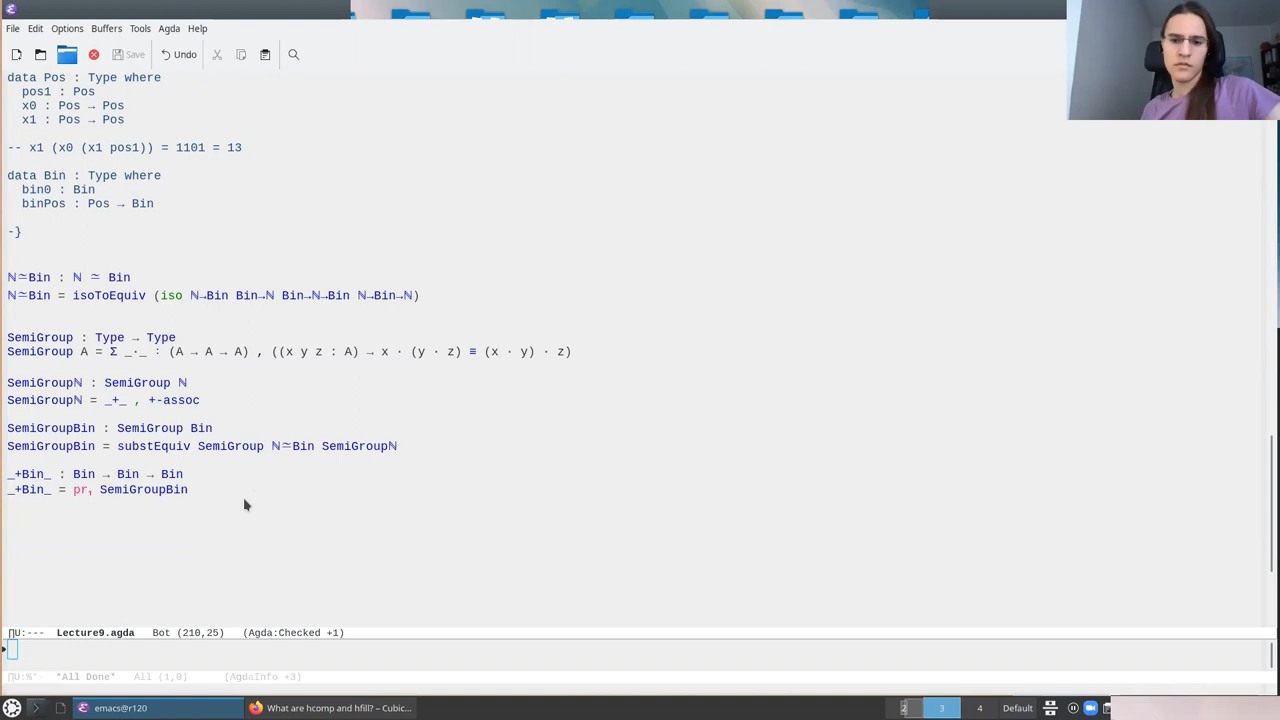 File Edit Options Buffers Tools Agda Help
Save Undo
data Pos : Type where
pos1 : Pos
x0 : Pos → Pos
x1 : Pos → Pos
-- x1 (x0 (x1 pos1)) = 1101 = 13
data Bin : Type where
bin0 : Bin
binPos : Pos → Bin
-}
ℕ≃Bin : ℕ ≃ Bin
ℕ≃Bin = isoToEquiv (iso ℕ→Bin Bin→ℕ Bin→ℕ→Bin ℕ→Bin→ℕ)
SemiGroup : Type → Type
SemiGroup A = Σ _·_ ꞉ (A → A → A) , ((x y z : A) → x · (y · z) ≡ (x · y) · z)
SemiGroupℕ : SemiGroup ℕ
SemiGroupℕ = _+_ , +-assoc
SemiGroupBin : SemiGroup Bin
SemiGroupBin = substEquiv SemiGroup ℕ≃Bin SemiGroupℕ
_+Bin_ : Bin → Bin → Bin
_+Bin_ = pr₁ SemiGroupBin
∏U:--- Lecture9.agda Bot (210,25) (Agda:Checked +1)
∏U:%*- *All Done* All (1,0) (AgdaInfo +3)
emacs@r120 What are hcomp and hfill? – Cubic... 2 3 4 Default